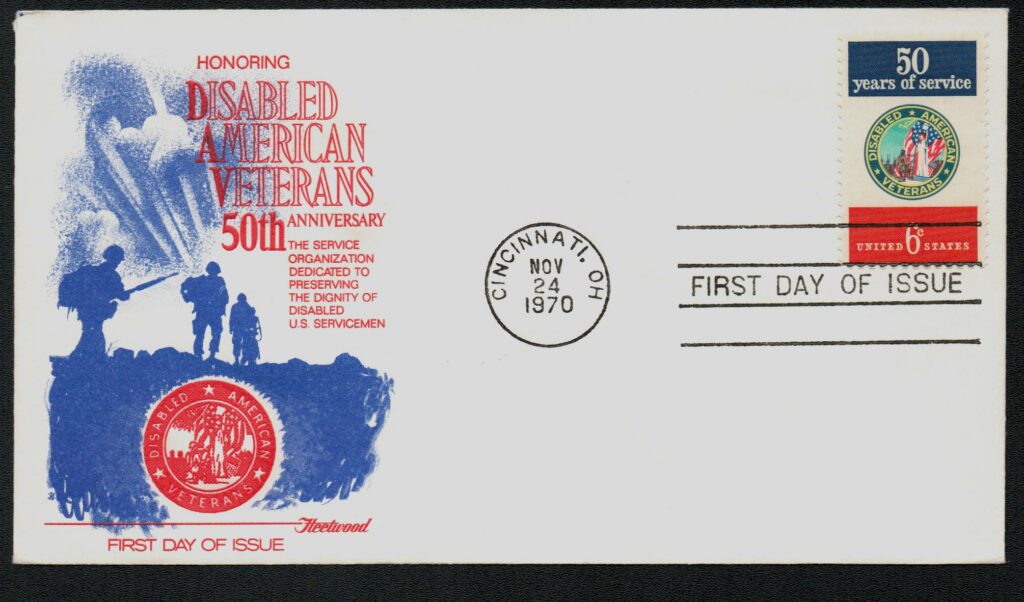 HONORING
DISABLED
AMERICAN
VETERANS
50th ANNIVERSARY
THE SERVICE
ORGANIZATION
DEDICATED TO
PRESERVING
THE DIGNITY OF
DISABLED
U.S. SERVICEMEN
DISABLED AMERICAN
VETERANS
Fleetwood
FIRST DAY OF ISSUE
CINCINNATI, OH
NOV
24
1970
50
years of service
DISABLED AMERICAN
VETERANS
6c
UNITED STATES
FIRST DAY OF ISSUE